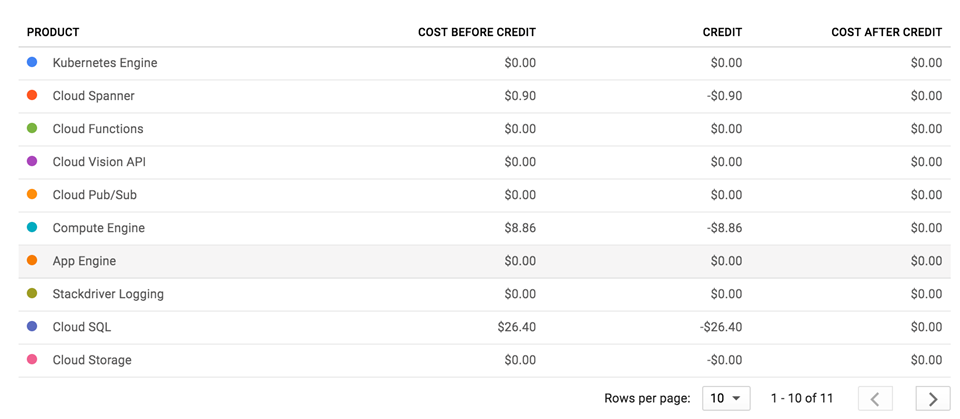 PRODUCT COST BEFORE CREDIT CREDIT COST AFTER CREDIT
Kubernetes Engine $0.00 $0.00 $0.00
Cloud Spanner $0.90 -$0.90 $0.00
Cloud Functions $0.00 $0.00 $0.00
Cloud Vision API $0.00 $0.00 $0.00
Cloud Pub/Sub $0.00 $0.00 $0.00
Compute Engine $8.86 -$8.86 $0.00
App Engine $0.00 $0.00 $0.00
Stackdriver Logging $0.00 $0.00 $0.00
Cloud SQL $26.40 -$26.40 $0.00
Cloud Storage $0.00 -$0.00 $0.00
Rows per page: 10 1 - 10 of 11